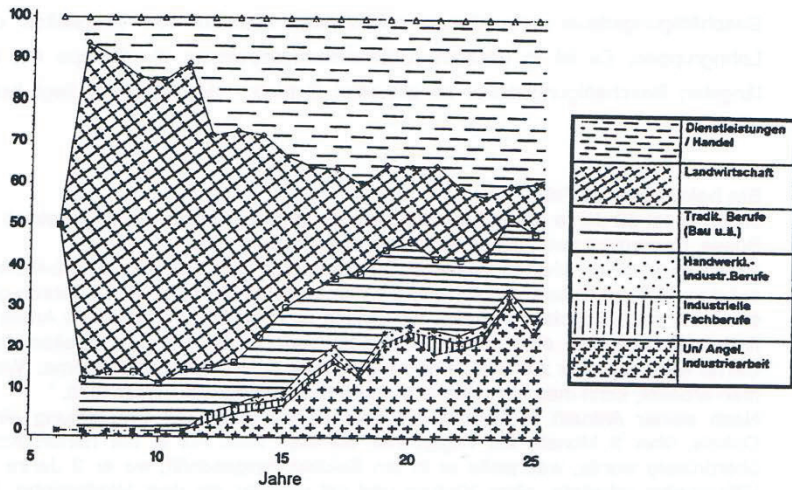 100
90
80
70
60
50
40
30
20
10
0
5
10
15
20
25
Jahre
Dienstleistungen
/ Handel
Landwirtschaft
Tradit. Berufe
(Bau u.ä.)
Handwerkl.-
Industr.Berufe
Industrielle
Fachberufe
Un/ Angel.
Industriearbeit